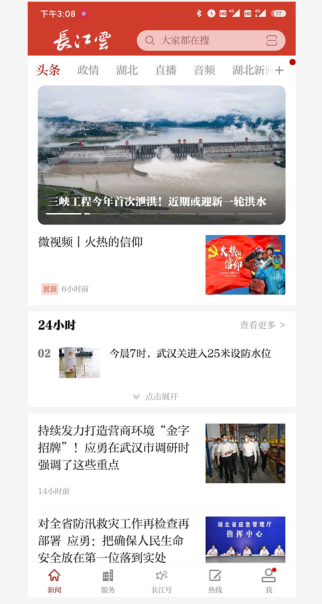 下午3:08
77
長江雲
大家都在搜
头条 政情 湖北 直播 音频 湖北新闻 +
三峡工程今年首次泄洪！近期或迎新一轮洪水
微视频丨火热的信仰
火热的信仰
置顶 6小时前
24小时 查看更多 >
02 今晨7时，武汉关进入25米设防水位
点击展开
持续发力打造营商环境“金字
招牌”！应勇在武汉市调研时
强调了这些重点
14小时前
对全省防汛救灾工作再检查再
部署 应勇：把确保人民生命
安全放在第一位落到实处
湖北省应急管理厅
指挥中心
新闻 服务 长江号 热线 我